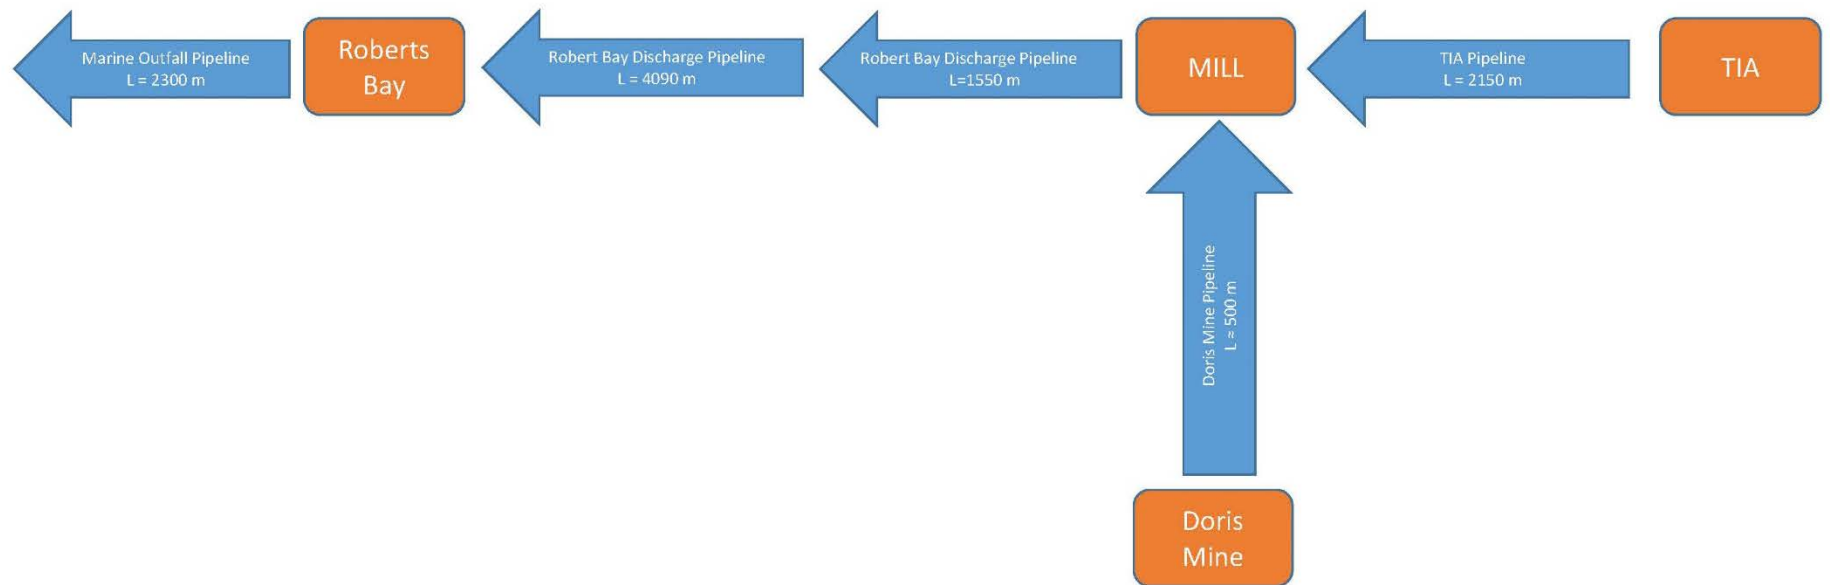 Marine Outfall Pipeline
L = 2300 m
Roberts
Bay
Robert Bay Discharge Pipeline
L = 4090 m
Robert Bay Discharge Pipeline
L=1550 m
MILL
TIA Pipeline
L = 2150 m
TIA
Doris Mine Pipeline
L = 500 m
Doris
Mine